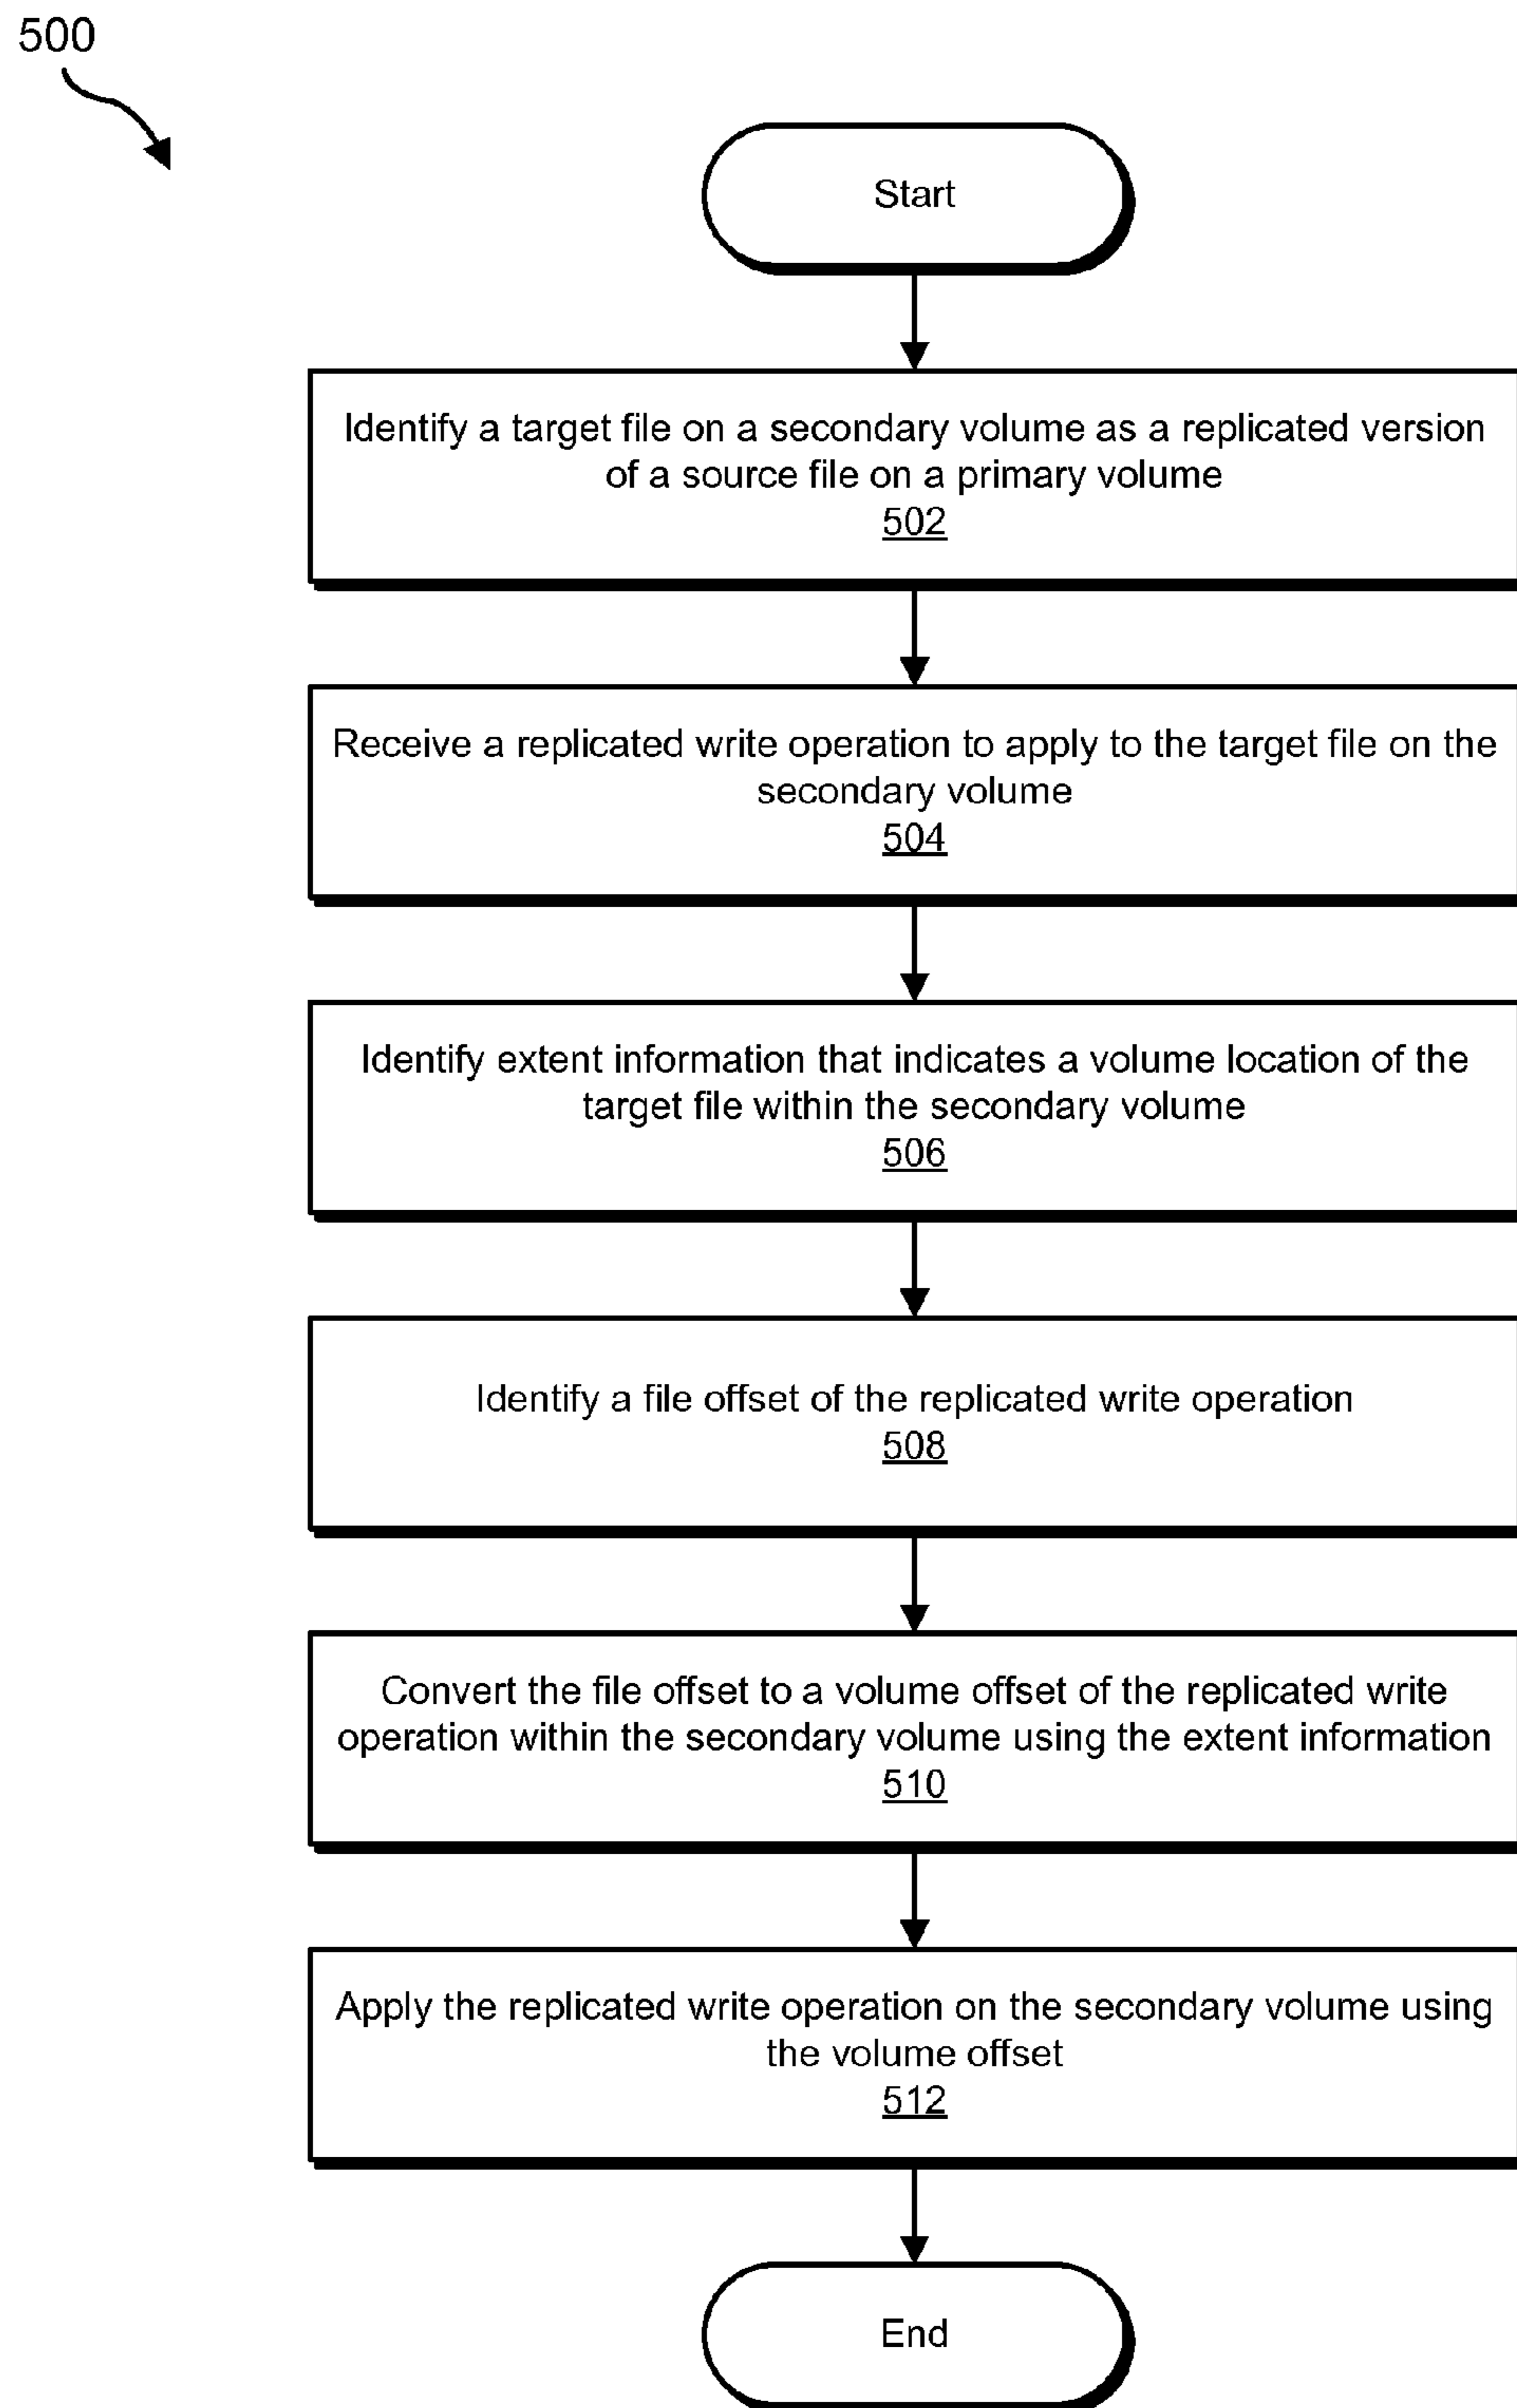 500
Start
Identify a target file on a secondary volume as a replicated version
of a source file on a primary volume
502
Receive a replicated write operation to apply to the target file on the
secondary volume
504
Identify extent information that indicates a volume location of the
target file within the secondary volume
506
Identify a file offset of the replicated write operation
508
Convert the file offset to a volume offset of the replicated write
operation within the secondary volume using the extent information
510
Apply the replicated write operation on the secondary volume using
the volume offset
512
End